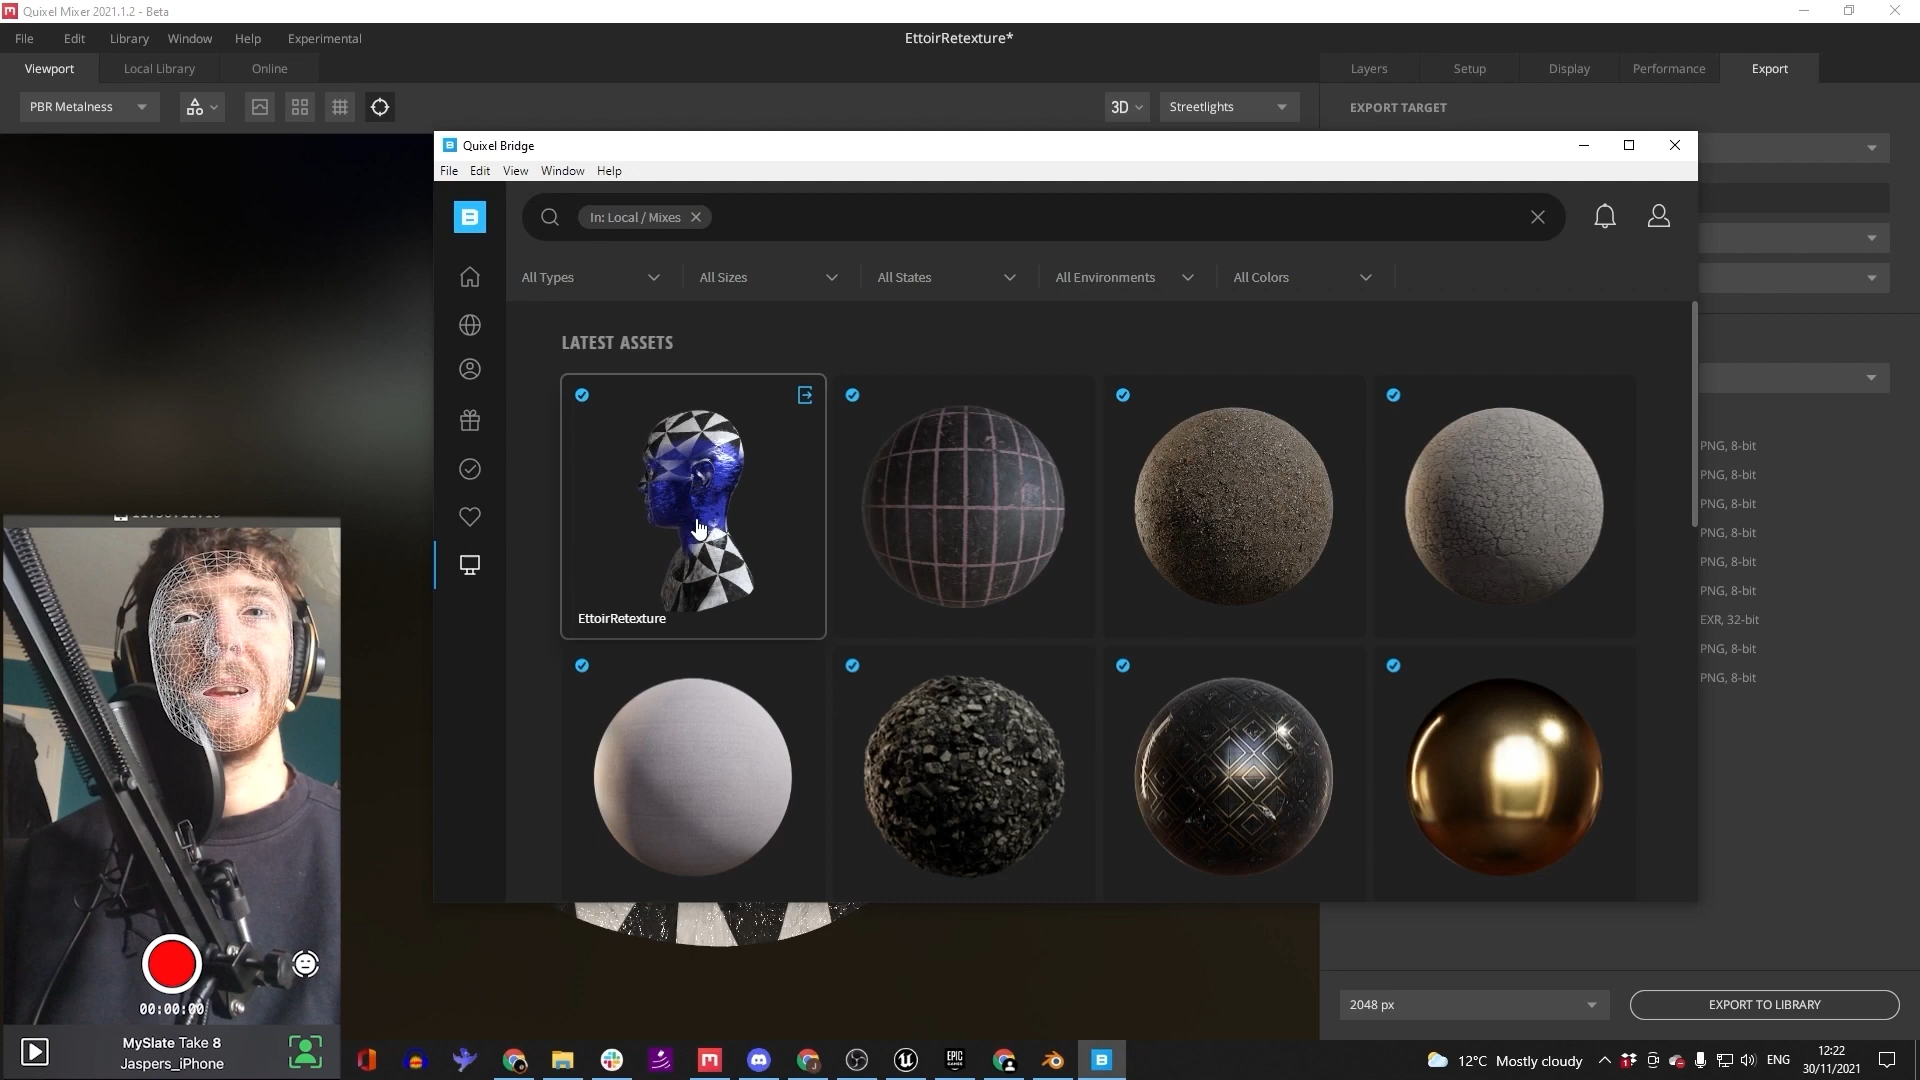 Quixel Mixer 2021.1.2 - Beta
File Edit Library Window Help Experimental
EttoirRetexture*
Viewport Local Library Online
Layers Setup Display Performance Export
PBR Metalness
3D Streetlights
EXPORT TARGET
Quixel Bridge
File Edit View Window Help
In: Local / Mixes
All Types All Sizes All States All Environments All Colors
LATEST ASSETS
EttoirRetexture
PNG, 8-bit
PNG, 8-bit
PNG, 8-bit
PNG, 8-bit
PNG, 8-bit
PNG, 8-bit
EXR, 32-bit
PNG, 8-bit
PNG, 8-bit
2048 px
EXPORT TO LIBRARY
00:00:00
MySlate Take 8
Jaspers_iPhone
EPIC
GAMES
12°C Mostly cloudy
ENG
12:22
30/11/2021